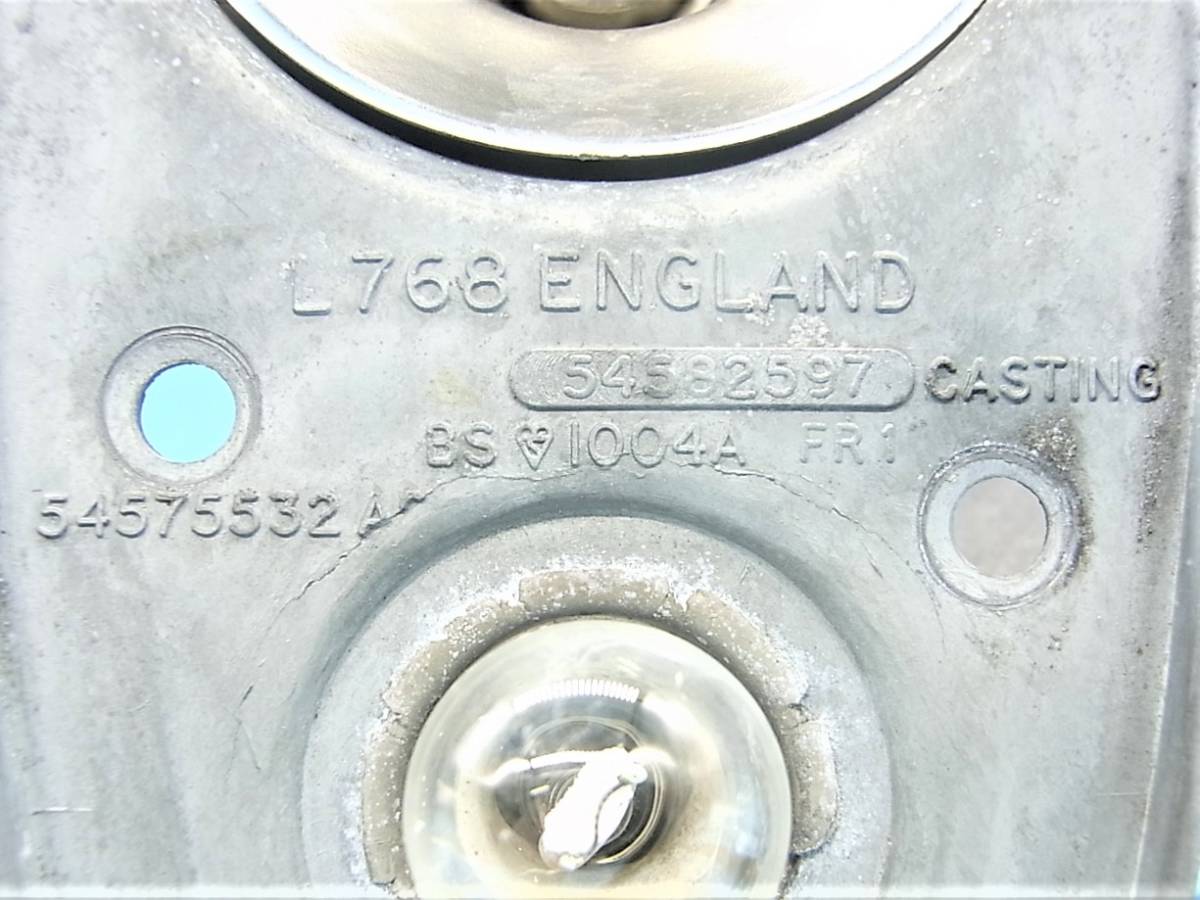 L768 ENGLAND
54582597 CASTING
BS 1004A FR1
54575532